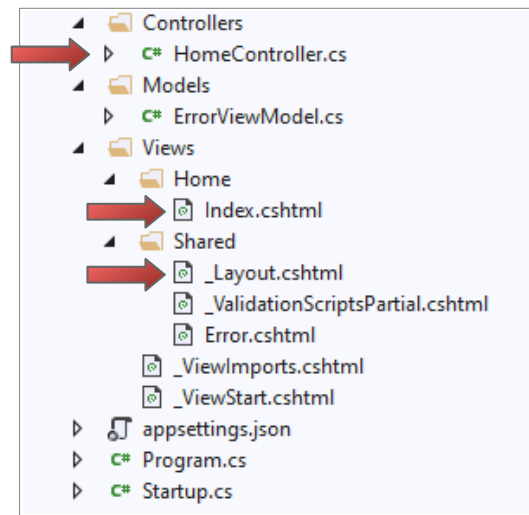 Controllers
C# HomeController.cs
Models
C# ErrorViewModel.cs
Views
Home
Index.cshtml
Shared
_Layout.cshtml
_ValidationScriptsPartial.cshtml
Error.cshtml
_ViewImports.cshtml
_ViewStart.cshtml
appsettings.json
C# Program.cs
C# Startup.cs